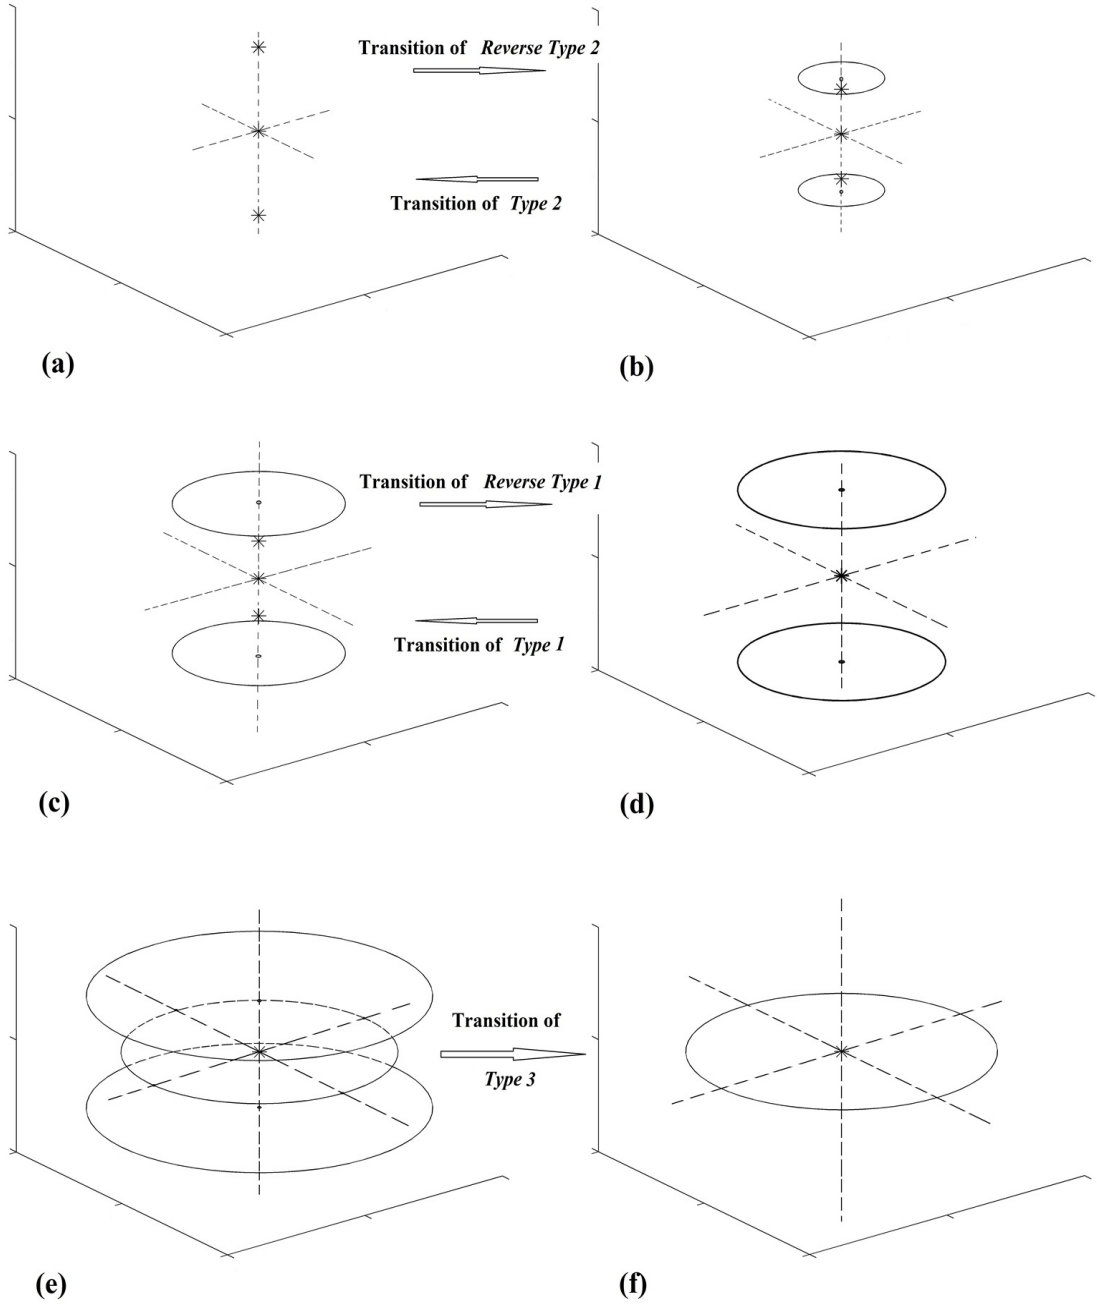 Transition of Reverse Type 2
Transition of Type 2
(a)
(b)
Transition of Reverse Type 1
Transition of Type 1
(c)
(d)
Transition of
Type 3
(e)
(f)